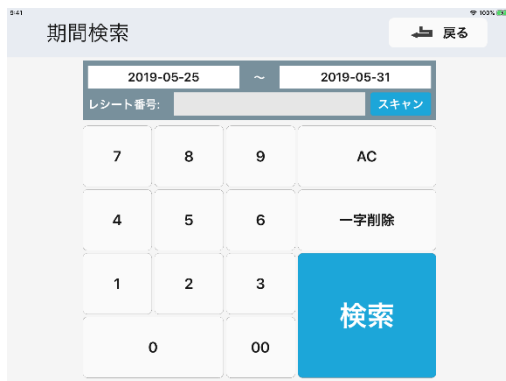 9:41 100%
期間検索 戻る
2019-05-25 ～ 2019-05-31
レシート番号: スキャン
7 8 9 AC
4 5 6 一字削除
1 2 3
検索
0 00